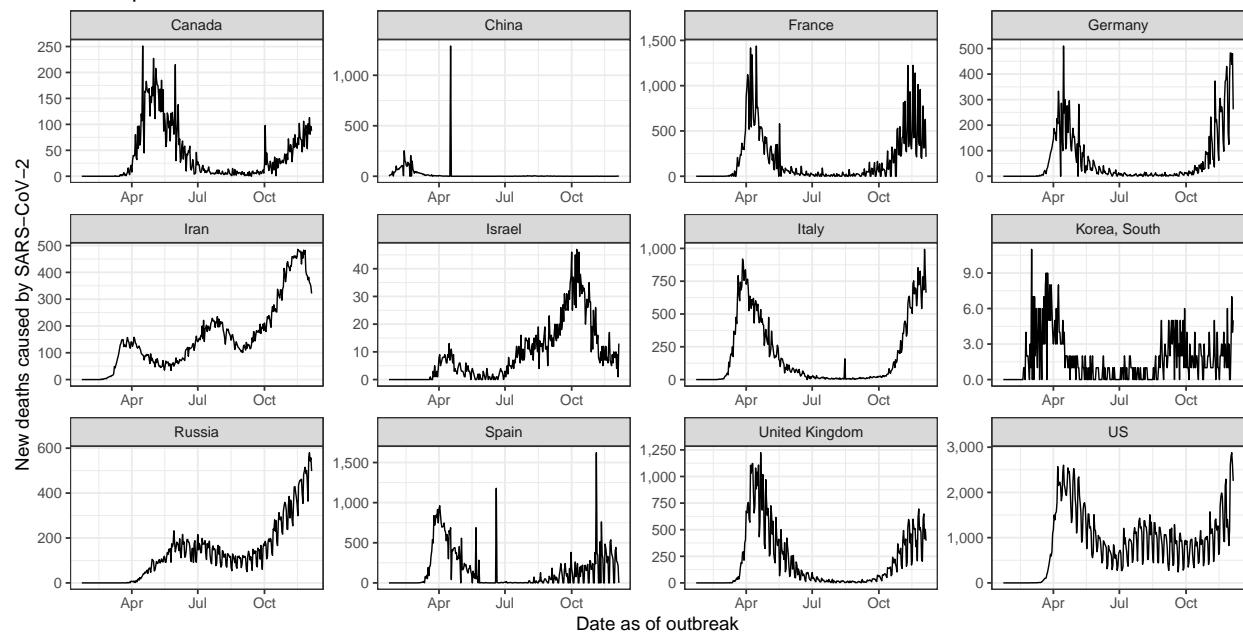 Canada
China
France
Germany
250
200
150
100
50
0
1,000
500
0
1,500
1,000
500
0
500
400
300
200
100
0
Apr Jul Oct
Apr Jul Oct
Apr Jul Oct
Apr Jul Oct
Iran
Israel
Italy
Korea, South
500
400
300
200
100
0
40
30
20
10
0
1,000
750
500
250
0
9.0
6.0
3.0
0.0
Apr Jul Oct
Apr Jul Oct
Apr Jul Oct
Apr Jul Oct
Russia
Spain
United Kingdom
US
600
400
200
0
1,500
1,000
500
0
1,250
1,000
750
500
250
0
3,000
2,000
1,000
0
Apr Jul Oct
Apr Jul Oct
Apr Jul Oct
Apr Jul Oct
New deaths caused by SARS−CoV−2
Date as of outbreak